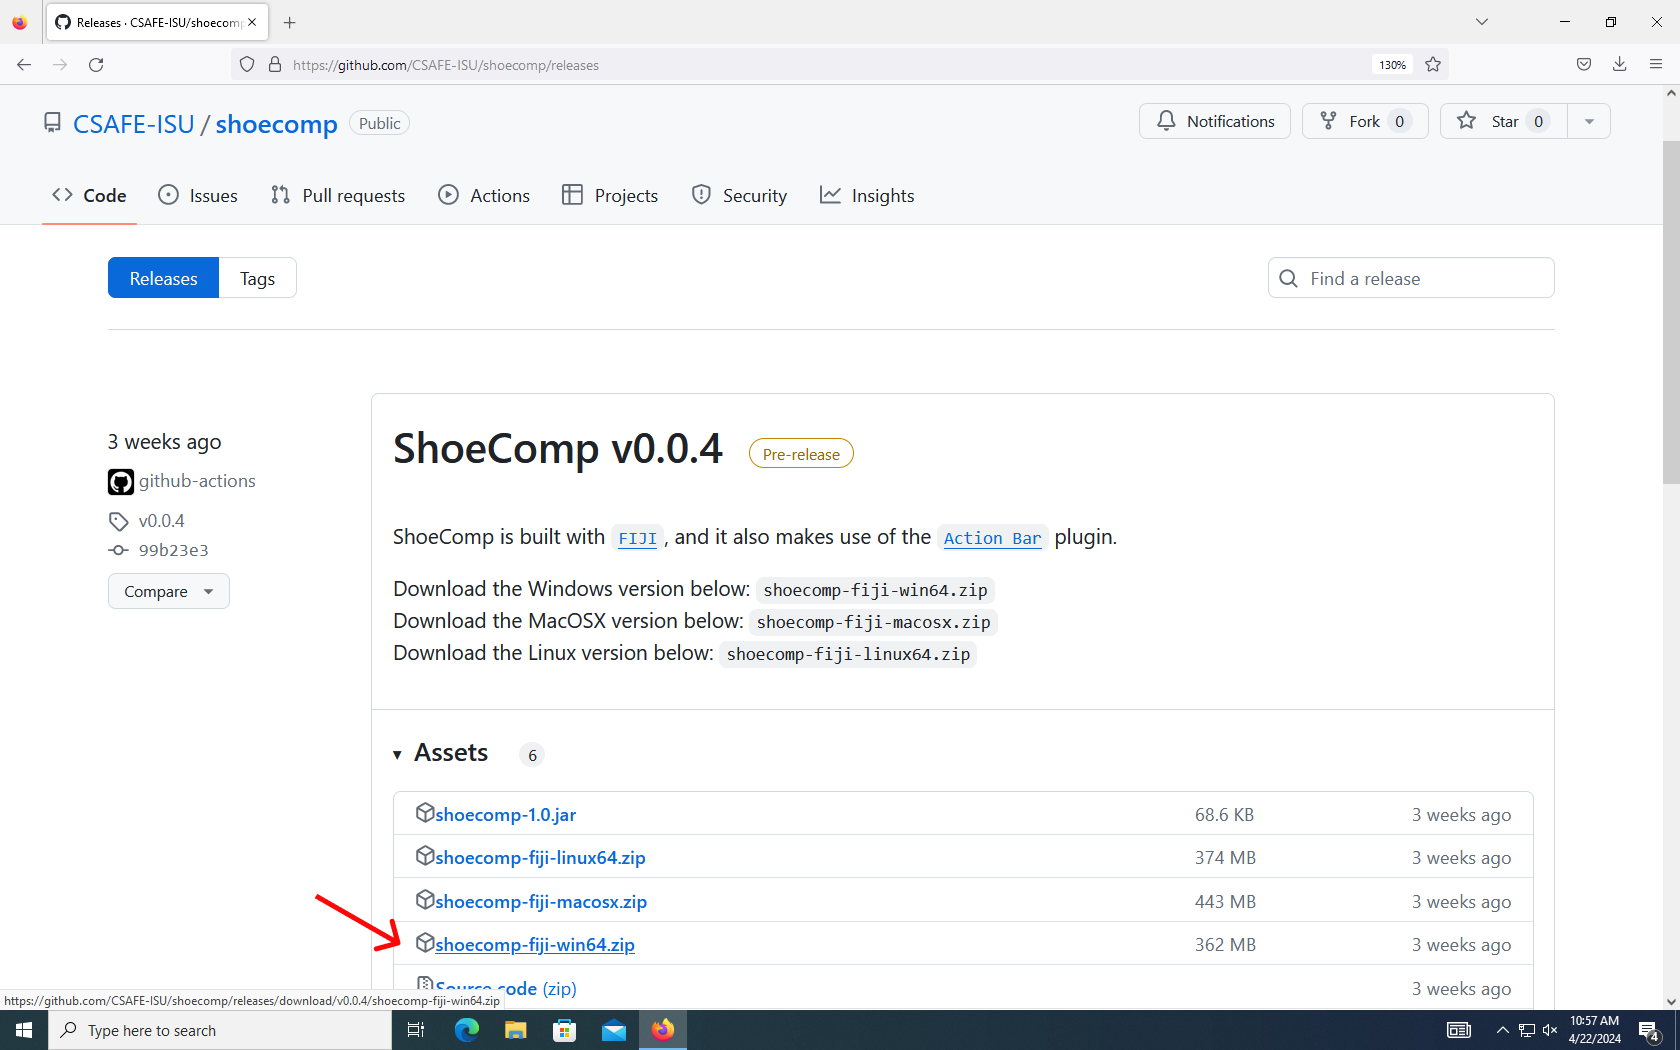 Releases · CSAFE-ISU/shoecomp
https://github.com/CSAFE-ISU/shoecomp/releases
130%
CSAFE-ISU / shoecomp Public
Notifications
Fork 0
Star 0
Code
Issues
Pull requests
Actions
Projects
Security
Insights
Releases
Tags
Find a release
3 weeks ago
github-actions
v0.0.4
99b23e3
Compare
ShoeComp v0.0.4 Pre-release
ShoeComp is built with FIJI, and it also makes use of the Action Bar plugin.
Download the Windows version below: shoecomp-fiji-win64.zip
Download the MacOSX version below: shoecomp-fiji-macosx.zip
Download the Linux version below: shoecomp-fiji-linux64.zip
Assets 6
shoecomp-1.0.jar 68.6 KB 3 weeks ago
shoecomp-fiji-linux64.zip 374 MB 3 weeks ago
shoecomp-fiji-macosx.zip 443 MB 3 weeks ago
shoecomp-fiji-win64.zip 362 MB 3 weeks ago
Source code (zip) 3 weeks ago
https://github.com/CSAFE-ISU/shoecomp/releases/download/v0.0.4/shoecomp-fiji-win64.zip
Type here to search
10:57 AM
4/22/2024
4